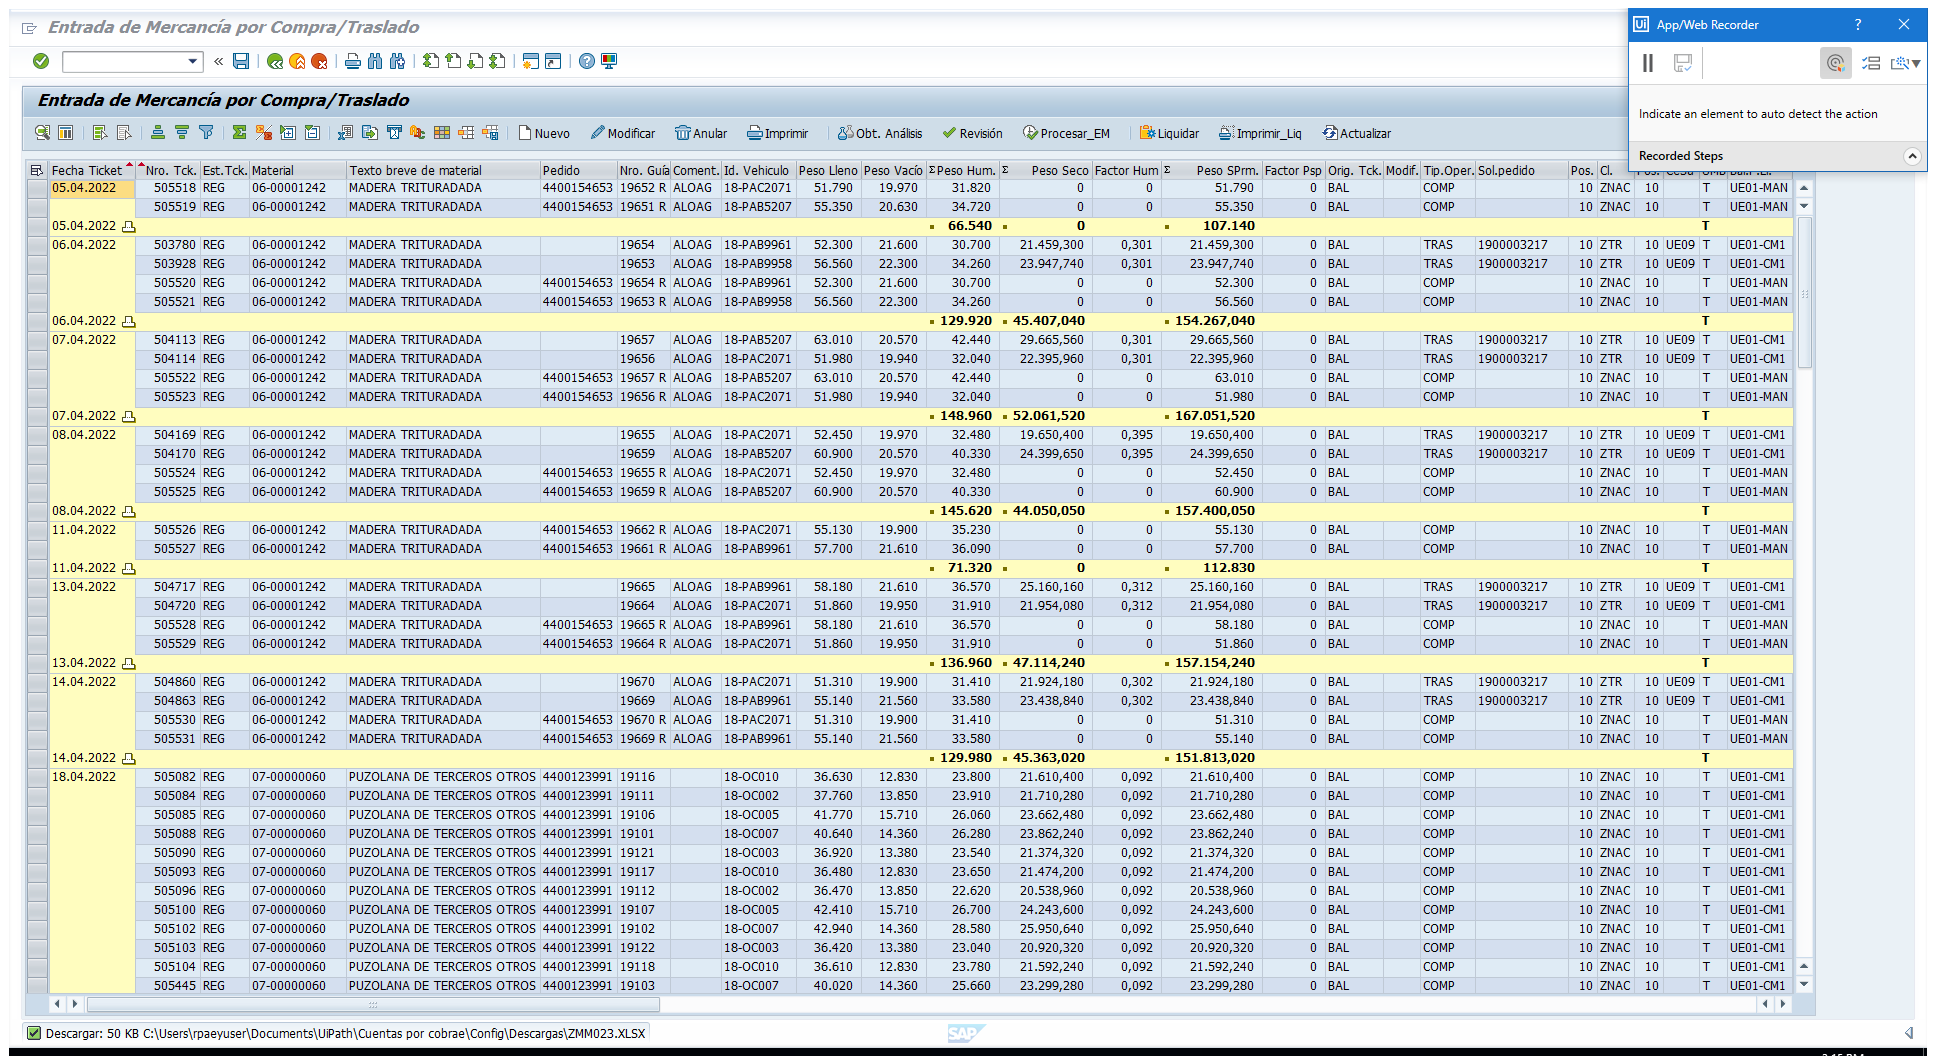 Entrada de Mercancía por Compra/Traslado
Ui App/Web Recorder ?
Indicate an element to auto detect the action
Recorded Steps
Entrada de Mercancía por Compra/Traslado
Nuevo Modificar Anular Imprimir Obt. Análisis Revisión Procesar_EM Liquidar Imprimir_Liq Actualizar
Fecha Ticket Nro. Tck. Est.Tck. Material Texto breve de material Pedido Nro. Guía Coment. Id. Vehiculo Peso Lleno Peso Vacío Σ Peso Hum. Σ Peso Seco Factor Hum Σ Peso SPrm. Factor Psp Orig. Tck. Modif. Tip.Oper. Sol.pedido Pos. Cl.
05.04.2022 505518 REG 06-00001242 MADERA TRITURADADA 4400154653 19652 R ALOAG 18-PAC2071 51.790 19.970 31.820 0 0 51.790 0 BAL COMP 10 ZNAC 10 T UE01-MAN
505519 REG 06-00001242 MADERA TRITURADADA 4400154653 19651 R ALOAG 18-PAB5207 55.350 20.630 34.720 0 0 55.350 0 BAL COMP 10 ZNAC 10 T UE01-MAN
05.04.2022 66.540 0 107.140 T
06.04.2022 503780 REG 06-00001242 MADERA TRITURADADA 19654 ALOAG 18-PAB9961 52.300 21.600 30.700 21.459,300 0,301 21.459,300 0 BAL TRAS 1900003217 10 ZTR 10 UE09 T UE01-CM1
503928 REG 06-00001242 MADERA TRITURADADA 19653 ALOAG 18-PAB9958 56.560 22.300 34.260 23.947,740 0,301 23.947,740 0 BAL TRAS 1900003217 10 ZTR 10 UE09 T UE01-CM1
505520 REG 06-00001242 MADERA TRITURADADA 4400154653 19654 R ALOAG 18-PAB9961 52.300 21.600 30.700 0 0 52.300 0 BAL COMP 10 ZNAC 10 T UE01-MAN
505521 REG 06-00001242 MADERA TRITURADADA 4400154653 19653 R ALOAG 18-PAB9958 56.560 22.300 34.260 0 0 56.560 0 BAL COMP 10 ZNAC 10 T UE01-MAN
06.04.2022 129.920 45.407,040 154.267,040 T
07.04.2022 504113 REG 06-00001242 MADERA TRITURADADA 19657 ALOAG 18-PAB5207 63.010 20.570 42.440 29.665,560 0,301 29.665,560 0 BAL TRAS 1900003217 10 ZTR 10 UE09 T UE01-CM1
504114 REG 06-00001242 MADERA TRITURADADA 19656 ALOAG 18-PAC2071 51.980 19.940 32.040 22.395,960 0,301 22.395,960 0 BAL TRAS 1900003217 10 ZTR 10 UE09 T UE01-CM1
505522 REG 06-00001242 MADERA TRITURADADA 4400154653 19657 R ALOAG 18-PAB5207 63.010 20.570 42.440 0 0 63.010 0 BAL COMP 10 ZNAC 10 T UE01-MAN
505523 REG 06-00001242 MADERA TRITURADADA 4400154653 19656 R ALOAG 18-PAC2071 51.980 19.940 32.040 0 0 51.980 0 BAL COMP 10 ZNAC 10 T UE01-MAN
07.04.2022 148.960 52.061,520 167.051,520 T
08.04.2022 504169 REG 06-00001242 MADERA TRITURADADA 19655 ALOAG 18-PAC2071 52.450 19.970 32.480 19.650,400 0,395 19.650,400 0 BAL TRAS 1900003217 10 ZTR 10 UE09 T UE01-CM1
504170 REG 06-00001242 MADERA TRITURADADA 19659 ALOAG 18-PAB5207 60.900 20.570 40.330 24.399,650 0,395 24.399,650 0 BAL TRAS 1900003217 10 ZTR 10 UE09 T UE01-CM1
505524 REG 06-00001242 MADERA TRITURADADA 4400154653 19655 R ALOAG 18-PAC2071 52.450 19.970 32.480 0 0 52.450 0 BAL COMP 10 ZNAC 10 T UE01-MAN
505525 REG 06-00001242 MADERA TRITURADADA 4400154653 19659 R ALOAG 18-PAB5207 60.900 20.570 40.330 0 0 60.900 0 BAL COMP 10 ZNAC 10 T UE01-MAN
08.04.2022 145.620 44.050,050 157.400,050 T
11.04.2022 505526 REG 06-00001242 MADERA TRITURADADA 4400154653 19662 R ALOAG 18-PAC2071 55.130 19.900 35.230 0 0 55.130 0 BAL COMP 10 ZNAC 10 T UE01-MAN
505527 REG 06-00001242 MADERA TRITURADADA 4400154653 19661 R ALOAG 18-PAB9961 57.700 21.610 36.090 0 0 57.700 0 BAL COMP 10 ZNAC 10 T UE01-MAN
11.04.2022 71.320 0 112.830 T
13.04.2022 504717 REG 06-00001242 MADERA TRITURADADA 19665 ALOAG 18-PAB9961 58.180 21.610 36.570 25.160,160 0,312 25.160,160 0 BAL TRAS 1900003217 10 ZTR 10 UE09 T UE01-CM1
504720 REG 06-00001242 MADERA TRITURADADA 19664 ALOAG 18-PAC2071 51.860 19.950 31.910 21.954,080 0,312 21.954,080 0 BAL TRAS 1900003217 10 ZTR 10 UE09 T UE01-CM1
505528 REG 06-00001242 MADERA TRITURADADA 4400154653 19665 R ALOAG 18-PAB9961 58.180 21.610 36.570 0 0 58.180 0 BAL COMP 10 ZNAC 10 T UE01-MAN
505529 REG 06-00001242 MADERA TRITURADADA 4400154653 19664 R ALOAG 18-PAC2071 51.860 19.950 31.910 0 0 51.860 0 BAL COMP 10 ZNAC 10 T UE01-MAN
13.04.2022 136.960 47.114,240 157.154,240 T
14.04.2022 504860 REG 06-00001242 MADERA TRITURADADA 19670 ALOAG 18-PAC2071 51.310 19.900 31.410 21.924,180 0,302 21.924,180 0 BAL TRAS 1900003217 10 ZTR 10 UE09 T UE01-CM1
504863 REG 06-00001242 MADERA TRITURADADA 19669 ALOAG 18-PAB9961 55.140 21.560 33.580 23.438,840 0,302 23.438,840 0 BAL TRAS 1900003217 10 ZTR 10 UE09 T UE01-CM1
505530 REG 06-00001242 MADERA TRITURADADA 4400154653 19670 R ALOAG 18-PAC2071 51.310 19.900 31.410 0 0 51.310 0 BAL COMP 10 ZNAC 10 T UE01-MAN
505531 REG 06-00001242 MADERA TRITURADADA 4400154653 19669 R ALOAG 18-PAB9961 55.140 21.560 33.580 0 0 55.140 0 BAL COMP 10 ZNAC 10 T UE01-MAN
14.04.2022 129.980 45.363,020 151.813,020 T
18.04.2022 505082 REG 07-00000060 PUZOLANA DE TERCEROS OTROS 4400123991 19116 18-OC010 36.630 12.830 23.800 21.610,400 0,092 21.610,400 0 BAL COMP 10 ZNAC 10 T UE01-CM1
505084 REG 07-00000060 PUZOLANA DE TERCEROS OTROS 4400123991 19111 18-OC002 37.760 13.850 23.910 21.710,280 0,092 21.710,280 0 BAL COMP 10 ZNAC 10 T UE01-CM1
505085 REG 07-00000060 PUZOLANA DE TERCEROS OTROS 4400123991 19106 18-OC005 41.770 15.710 26.060 23.662,480 0,092 23.662,480 0 BAL COMP 10 ZNAC 10 T UE01-CM1
505088 REG 07-00000060 PUZOLANA DE TERCEROS OTROS 4400123991 19101 18-OC007 40.640 14.360 26.280 23.862,240 0,092 23.862,240 0 BAL COMP 10 ZNAC 10 T UE01-CM1
505090 REG 07-00000060 PUZOLANA DE TERCEROS OTROS 4400123991 19121 18-OC003 36.920 13.380 23.540 21.374,320 0,092 21.374,320 0 BAL COMP 10 ZNAC 10 T UE01-CM1
505093 REG 07-00000060 PUZOLANA DE TERCEROS OTROS 4400123991 19117 18-OC010 36.480 12.830 23.650 21.474,200 0,092 21.474,200 0 BAL COMP 10 ZNAC 10 T UE01-CM1
505096 REG 07-00000060 PUZOLANA DE TERCEROS OTROS 4400123991 19112 18-OC002 36.470 13.850 22.620 20.538,960 0,092 20.538,960 0 BAL COMP 10 ZNAC 10 T UE01-CM1
505100 REG 07-00000060 PUZOLANA DE TERCEROS OTROS 4400123991 19107 18-OC005 42.410 15.710 26.700 24.243,600 0,092 24.243,600 0 BAL COMP 10 ZNAC 10 T UE01-CM1
505102 REG 07-00000060 PUZOLANA DE TERCEROS OTROS 4400123991 19102 18-OC007 42.940 14.360 28.580 25.950,640 0,092 25.950,640 0 BAL COMP 10 ZNAC 10 T UE01-CM1
505103 REG 07-00000060 PUZOLANA DE TERCEROS OTROS 4400123991 19122 18-OC003 36.420 13.380 23.040 20.920,320 0,092 20.920,320 0 BAL COMP 10 ZNAC 10 T UE01-CM1
505104 REG 07-00000060 PUZOLANA DE TERCEROS OTROS 4400123991 19118 18-OC010 36.610 12.830 23.780 21.592,240 0,092 21.592,240 0 BAL COMP 10 ZNAC 10 T UE01-CM1
505445 REG 07-00000060 PUZOLANA DE TERCEROS OTROS 4400123991 19103 18-OC007 40.020 14.360 25.660 23.299,280 0,092 23.299,280 0 BAL COMP 10 ZNAC 10 T UE01-CM1
Descargar: 50 KB C:\Users\rpaeyuser\Documents\UiPath\Cuentas por cobrae\Config\Descargas\ZMM023.XLSX
SAP